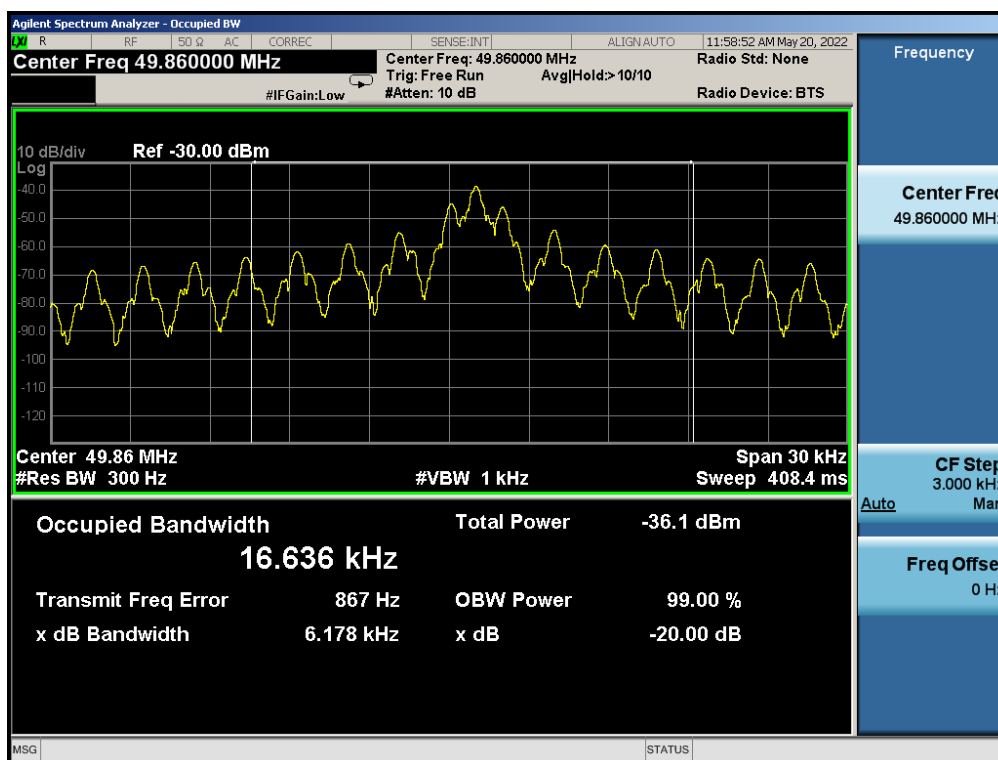 Agilent Spectrum Analyzer - Occupied BW
LXI R RF 50 Ω AC CORREC SENSE:INT ALIGN AUTO 11:58:52 AM May 20, 2022
Center Freq 49.860000 MHz
Center Freq: 49.860000 MHz Radio Std: None
Trig: Free Run Avg|Hold:> 10/10
#IFGain:Low #Atten: 10 dB Radio Device: BTS
10 dB/div Ref -30.00 dBm
Log
-40.0
-50.0
-60.0
-70.0
-80.0
-90.0
-100
-110
-120
Center 49.86 MHz Span 30 kHz
#Res BW 300 Hz #VBW 1 kHz Sweep 408.4 ms
Occupied Bandwidth Total Power -36.1 dBm
16.636 kHz
Transmit Freq Error 867 Hz OBW Power 99.00 %
x dB Bandwidth 6.178 kHz x dB -20.00 dB
MSG STATUS
Frequency
Center Freq
49.860000 MHz
CF Step
3.000 kHz
Auto Man
Freq Offse
0 Hz